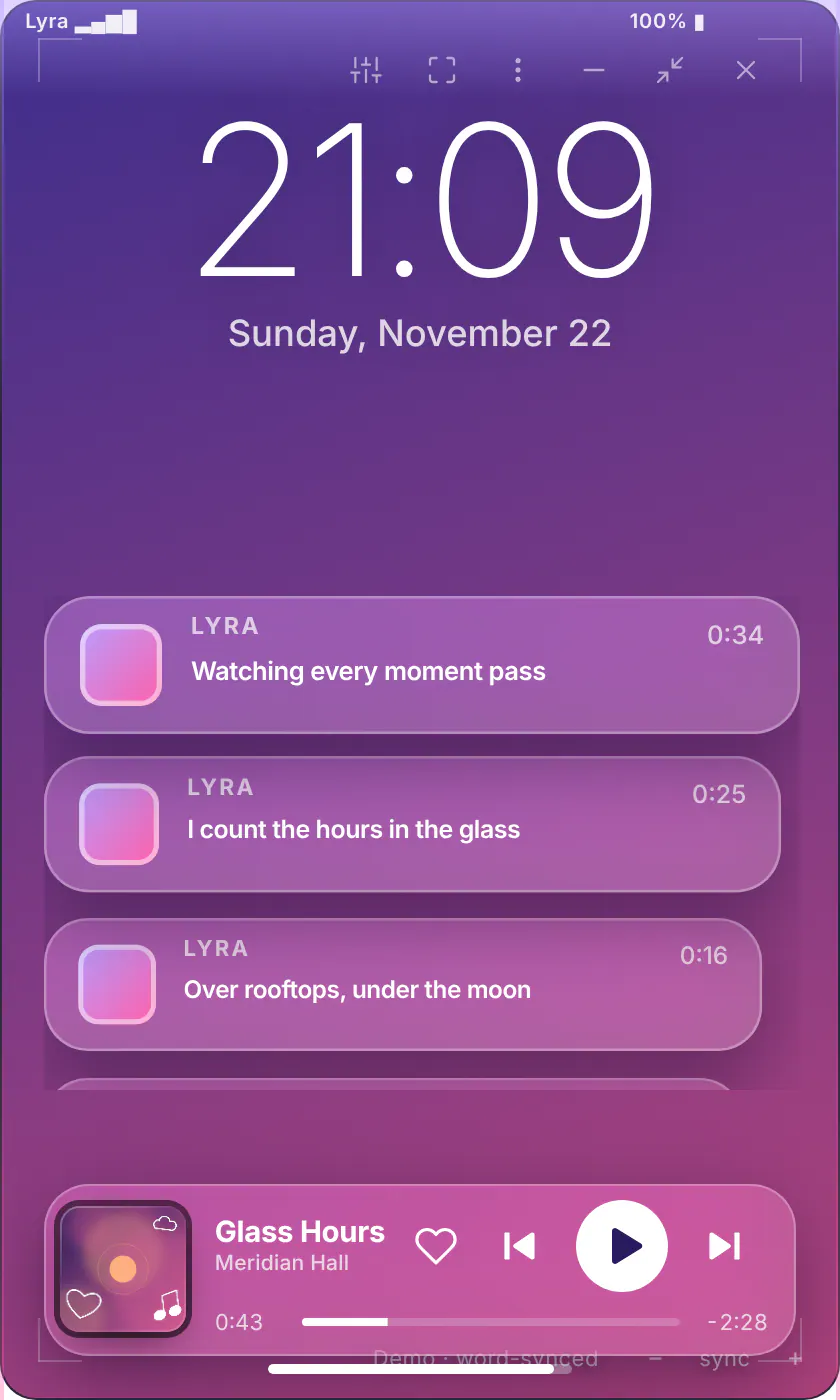 Lyra
100%
21:09
Sunday, November 22
LYRA
0:34
Watching every moment pass
LYRA
0:25
I count the hours in the glass
LYRA
0:16
Over rooftops, under the moon
Glass Hours
Meridian Hall
0:43
-2:28
Demo · word-synced − sync +